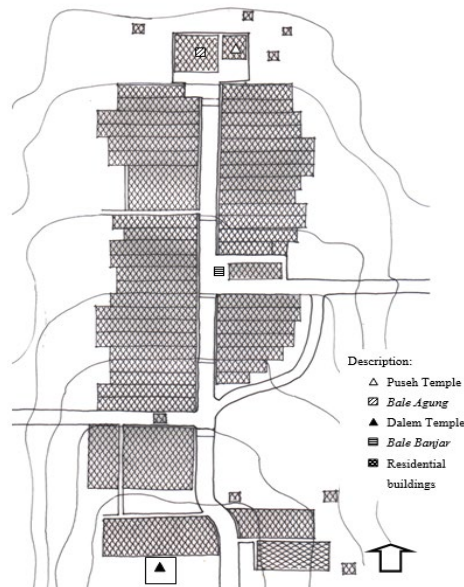 Description:
Puseh Temple
Bale Agung
Dalem Temple
Bale Banjar
Residential
buildings